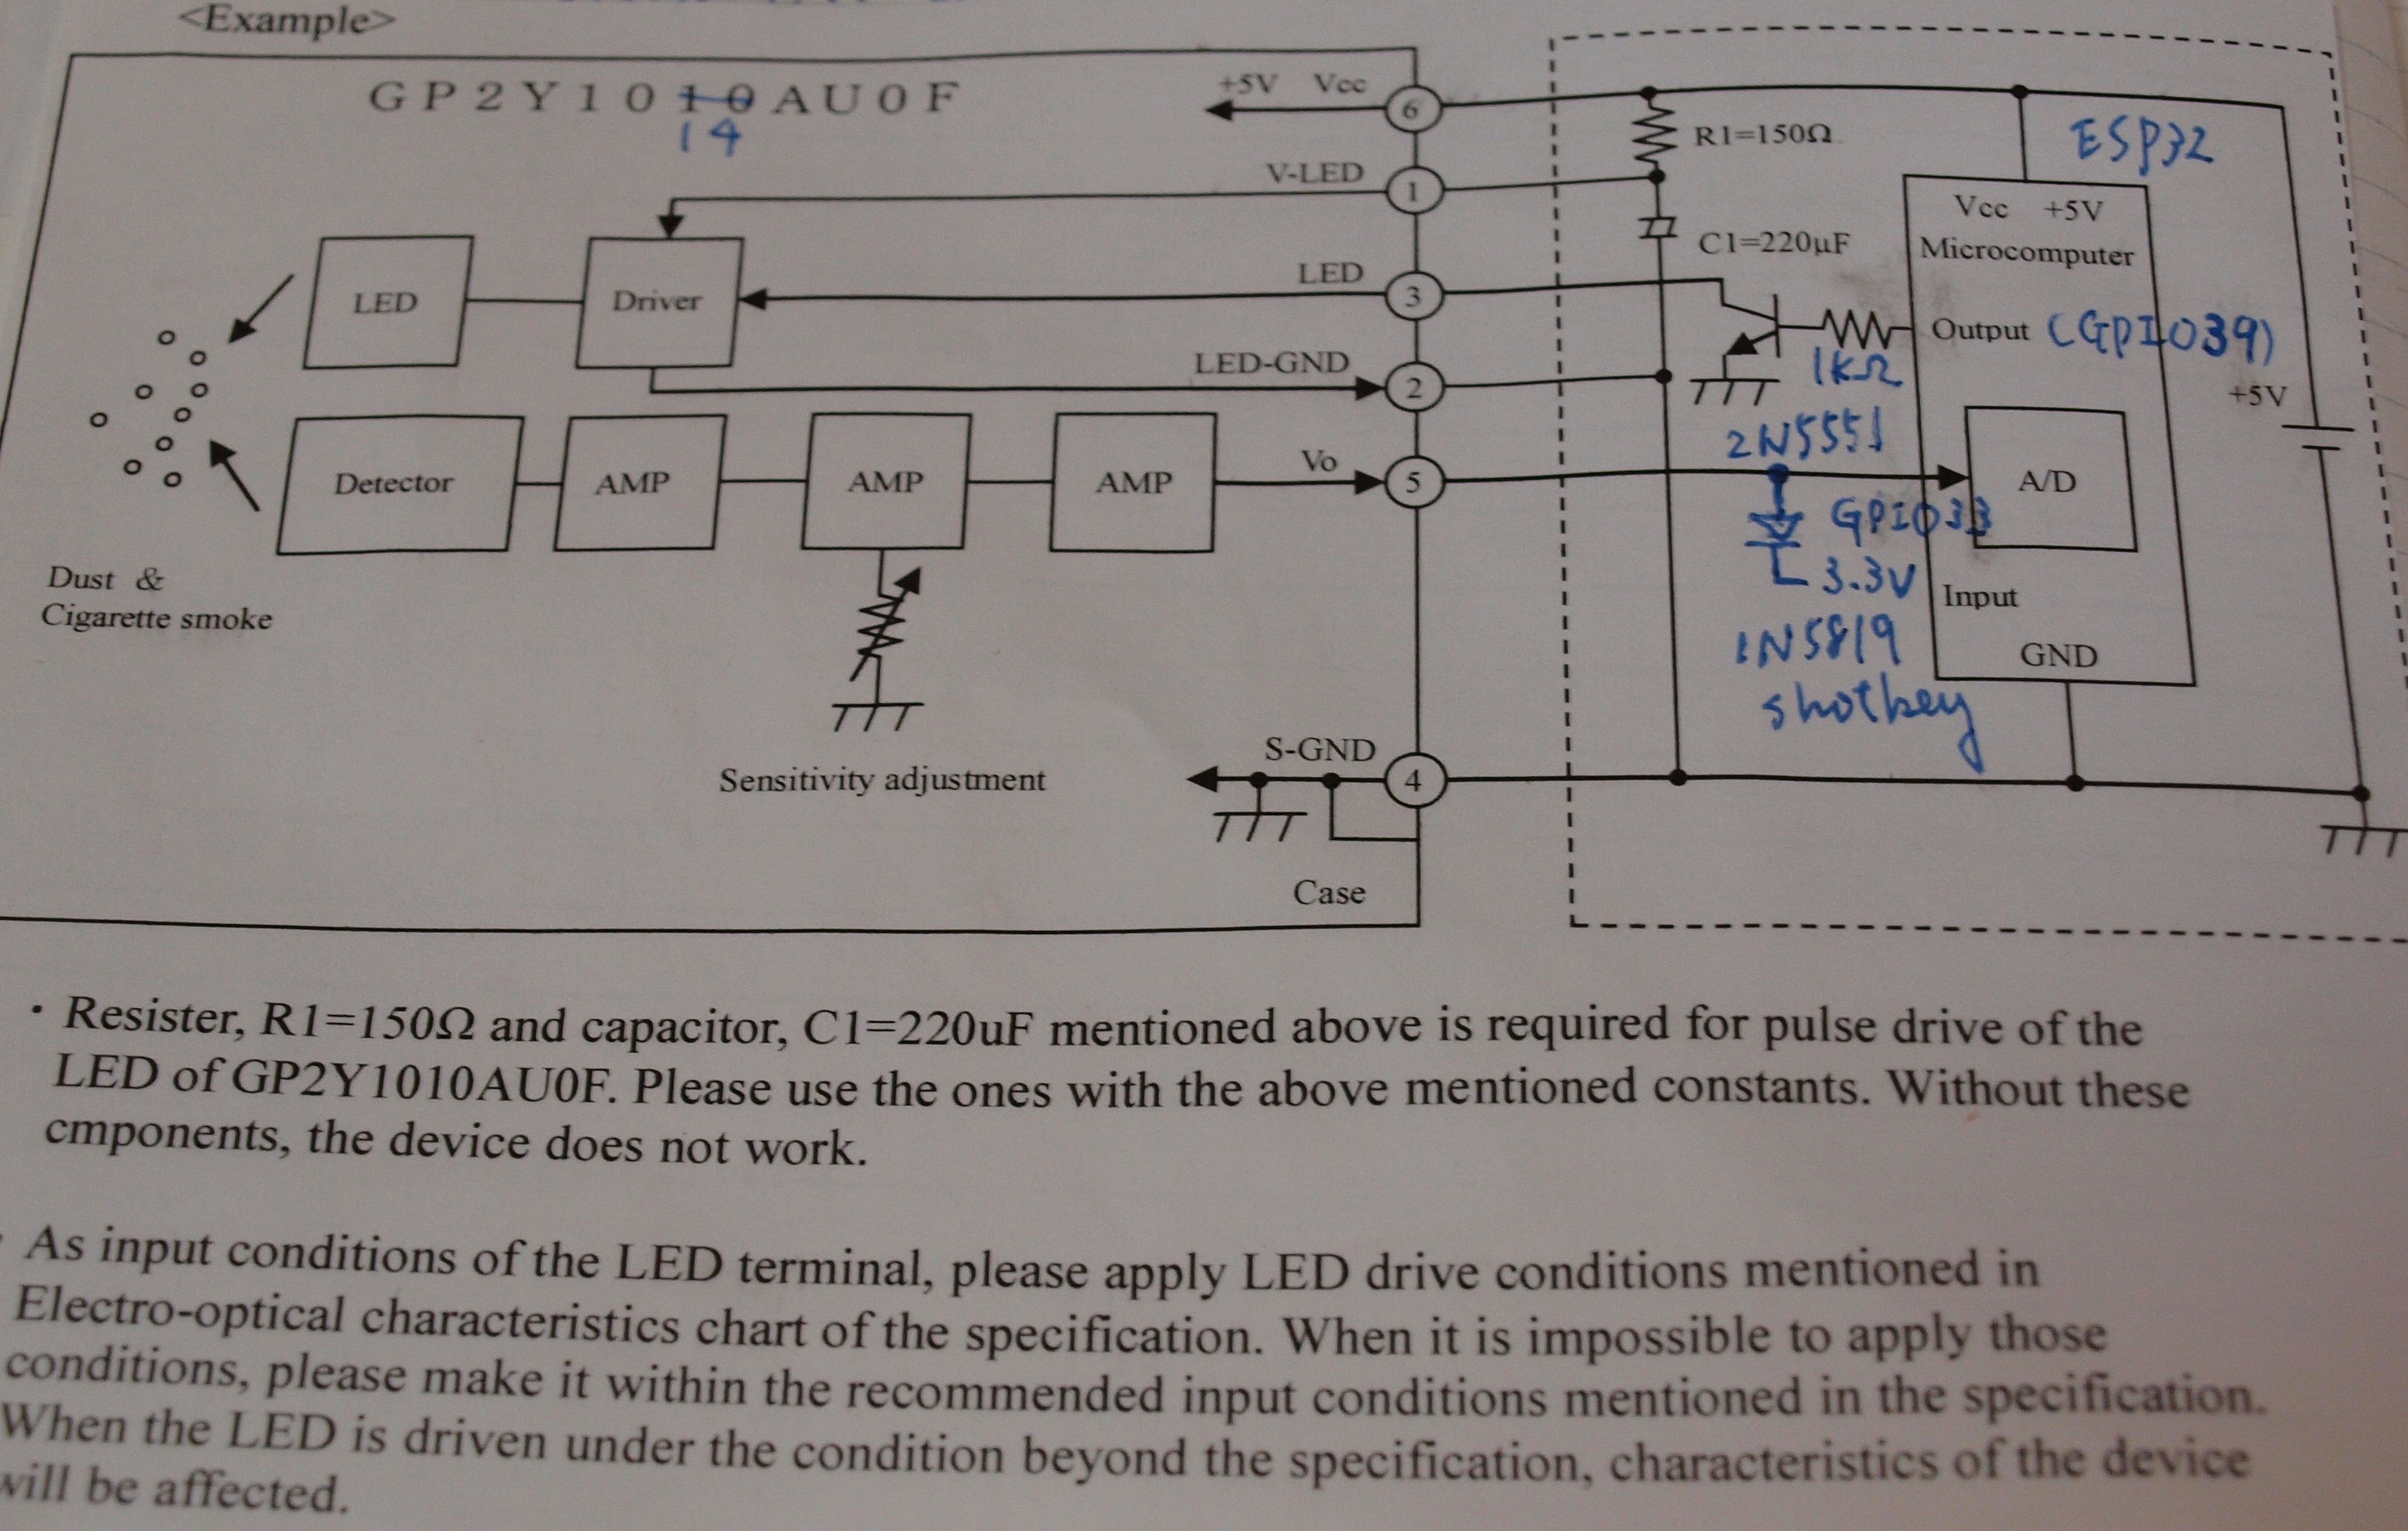 <Example>
GP2Y1010AU0F
14
+5V Vcc
6
R1=150Ω
ESP32
V-LED
1
Vcc +5V
C1=220μF
Microcomputer
LED
3
LED
Driver
Output (GPIO39)
1kΩ
LED-GND
2
+5V
2N5551
Vo
5
A/D
Detector
AMP
AMP
AMP
GPIO33
3.3V
Input
Dust &
Cigarette smoke
1N5819
GND
shotkey
S-GND
4
Sensitivity adjustment
Case
・Resister, R1=150Ω and capacitor, C1=220uF mentioned above is required for pulse drive of the
LED of GP2Y1010AU0F. Please use the ones with the above mentioned constants. Without these
cmponents, the device does not work.
As input conditions of the LED terminal, please apply LED drive conditions mentioned in
Electro-optical characteristics chart of the specification. When it is impossible to apply those
conditions, please make it within the recommended input conditions mentioned in the specification.
When the LED is driven under the condition beyond the specification, characteristics of the device
will be affected.